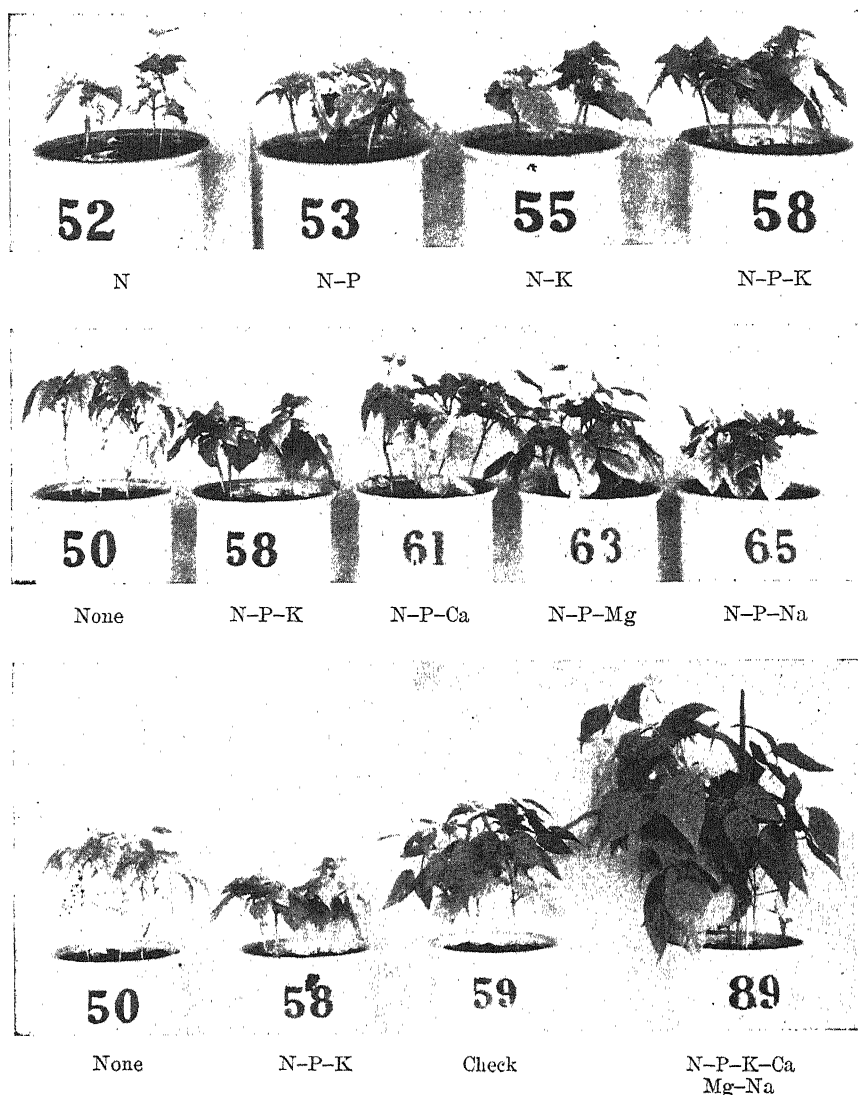 52 53 55 58
N N–P N–K N–P–K
50 58 61 63 65
None N–P–K N–P–Ca N–P–Mg N–P–Na
50 58 59 89
None N–P–K Check N–P–K–Ca
Mg–Na